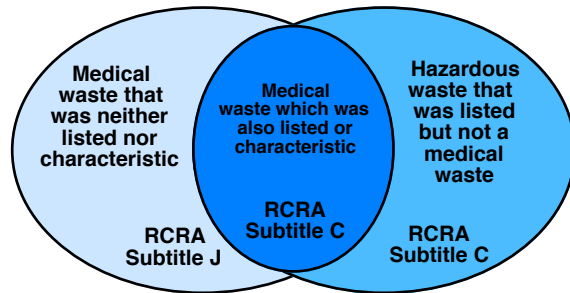 Medical
waste that
was neither
listed nor
characteristic
RCRA
Subtitle J
Medical
waste which was
also listed or
characteristic
RCRA
Subtitle C
Hazardous
waste that
was listed
but not a
medical
waste
RCRA
Subtitle C